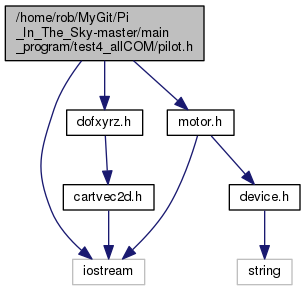 /home/rob/MyGit/Pi
_In_The_Sky-master/main
_program/test4_allCOM/pilot.h
dofxyrz.h
motor.h
cartvec2d.h
device.h
iostream
string